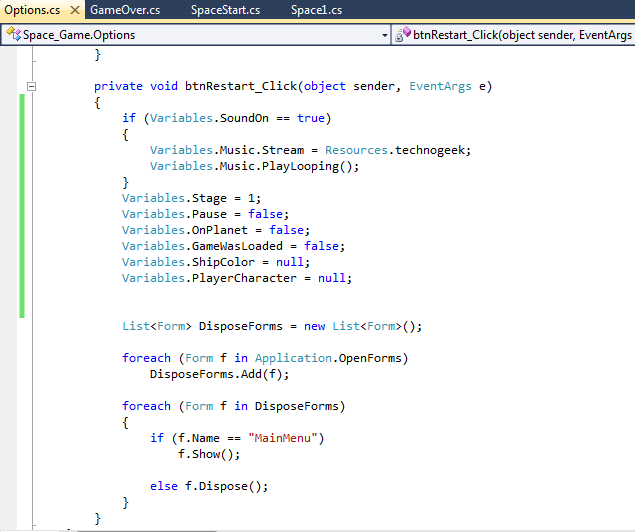 Options.cs X GameOver.cs SpaceStart.cs Space1.cs
Space_Game.Options btnRestart_Click(object sender, EventArgs
}
private void btnRestart_Click(object sender, EventArgs e)
{
if (Variables.SoundOn == true)
{
Variables.Music.Stream = Resources.technogeek;
Variables.Music.PlayLooping();
}
Variables.Stage = 1;
Variables.Pause = false;
Variables.OnPlanet = false;
Variables.GameWasLoaded = false;
Variables.ShipColor = null;
Variables.PlayerCharacter = null;
List<Form> DisposeForms = new List<Form>();
foreach (Form f in Application.OpenForms)
DisposeForms.Add(f);
foreach (Form f in DisposeForms)
{
if (f.Name == "MainMenu")
f.Show();
else f.Dispose();
}
}